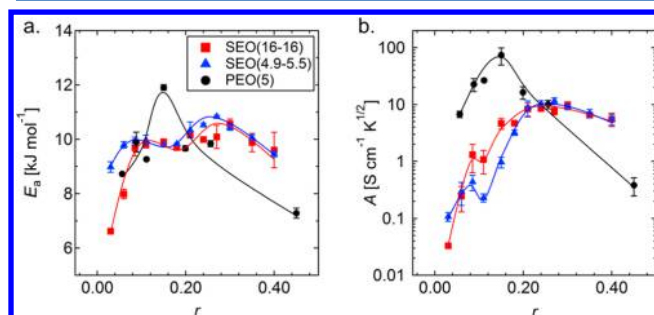 a.
b.
SEO(16-16)
SEO(4.9-5.5)
PEO(5)
14
12
10
8
6
Eₐ [kJ mol⁻¹]
0.00
0.20
0.40
r
100
10
1
0.1
0.01
A [S cm⁻¹ K^1/2]
0.00
0.20
0.40
r